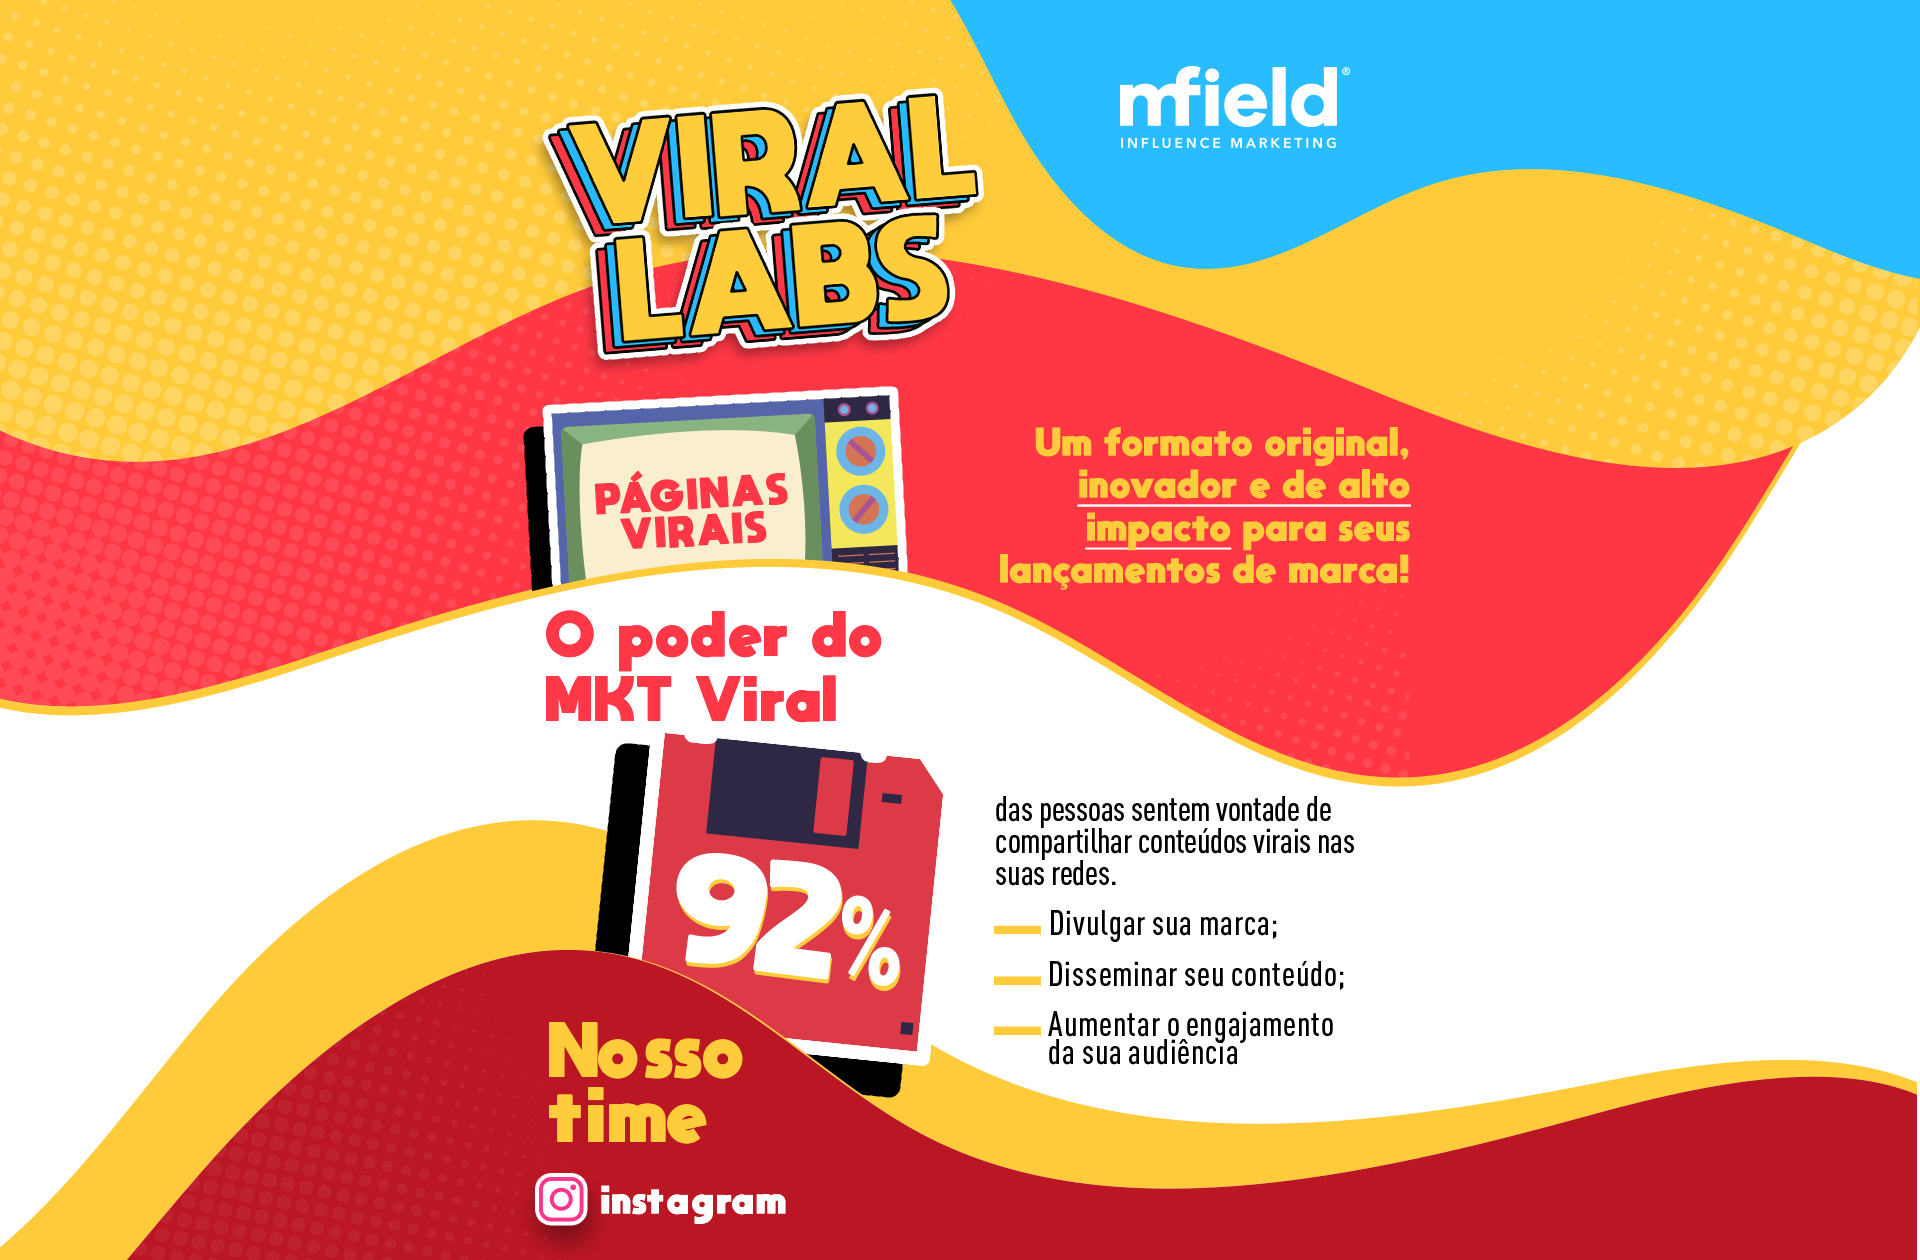 mfield®
INFLUENCE MARKETING
VIRAL
LABS
PÁGINAS
VIRAIS
Um formato original,
inovador e de alto
impacto para seus
lançamentos de marca!
O poder do
MKT Viral
92%
das pessoas sentem vontade de
compartilhar conteúdos virais nas
suas redes.
Divulgar sua marca;
Disseminar seu conteúdo;
Aumentar o engajamento
da sua audiência
Nosso
time
instagram